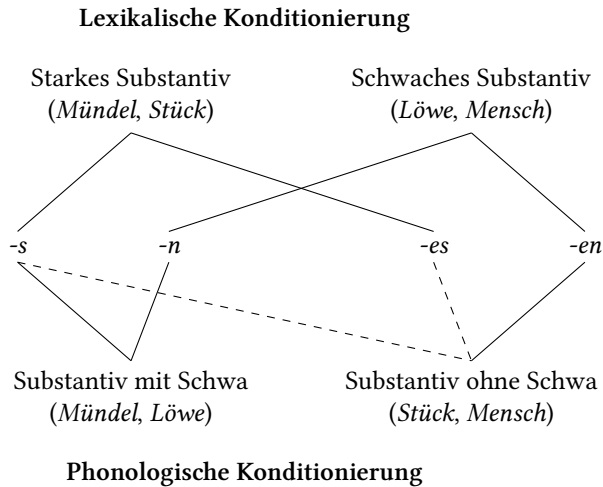 Lexikalische Konditionierung
Starkes Substantiv
(Mündel, Stück)
Schwaches Substantiv
(Löwe, Mensch)
-s
-n
-es
-en
Substantiv mit Schwa
(Mündel, Löwe)
Substantiv ohne Schwa
(Stück, Mensch)
Phonologische Konditionierung